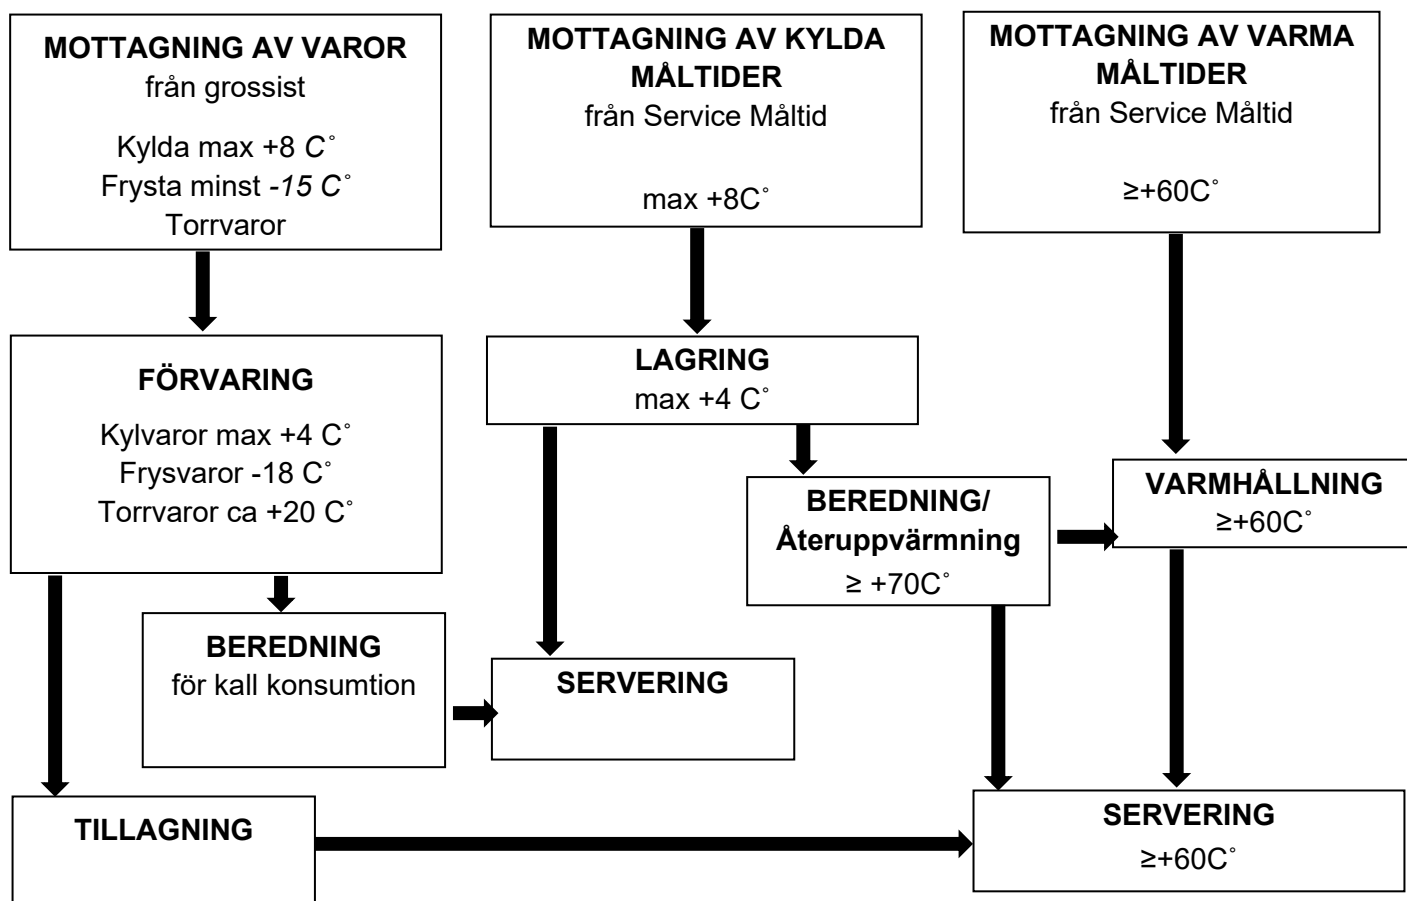 MOTTAGNING AV VAROR
från grossist
Kylda max +8 C˚
Frysta minst -15 C˚
Torrvaror
MOTTAGNING AV KYLDA
MÅLTIDER
från Service Måltid
max +8C˚
MOTTAGNING AV VARMA
MÅLTIDER
från Service Måltid
≥+60C˚
FÖRVARING
Kylvaror max +4 C˚
Frysvaror -18 C˚
Torrvaror ca +20 C˚
LAGRING
max +4 C˚
BEREDNING/
Återuppvärmning
≥ +70C˚
VARMHÅLLNING
≥+60C˚
BEREDNING
för kall konsumtion
SERVERING
TILLAGNING
SERVERING
≥+60C˚